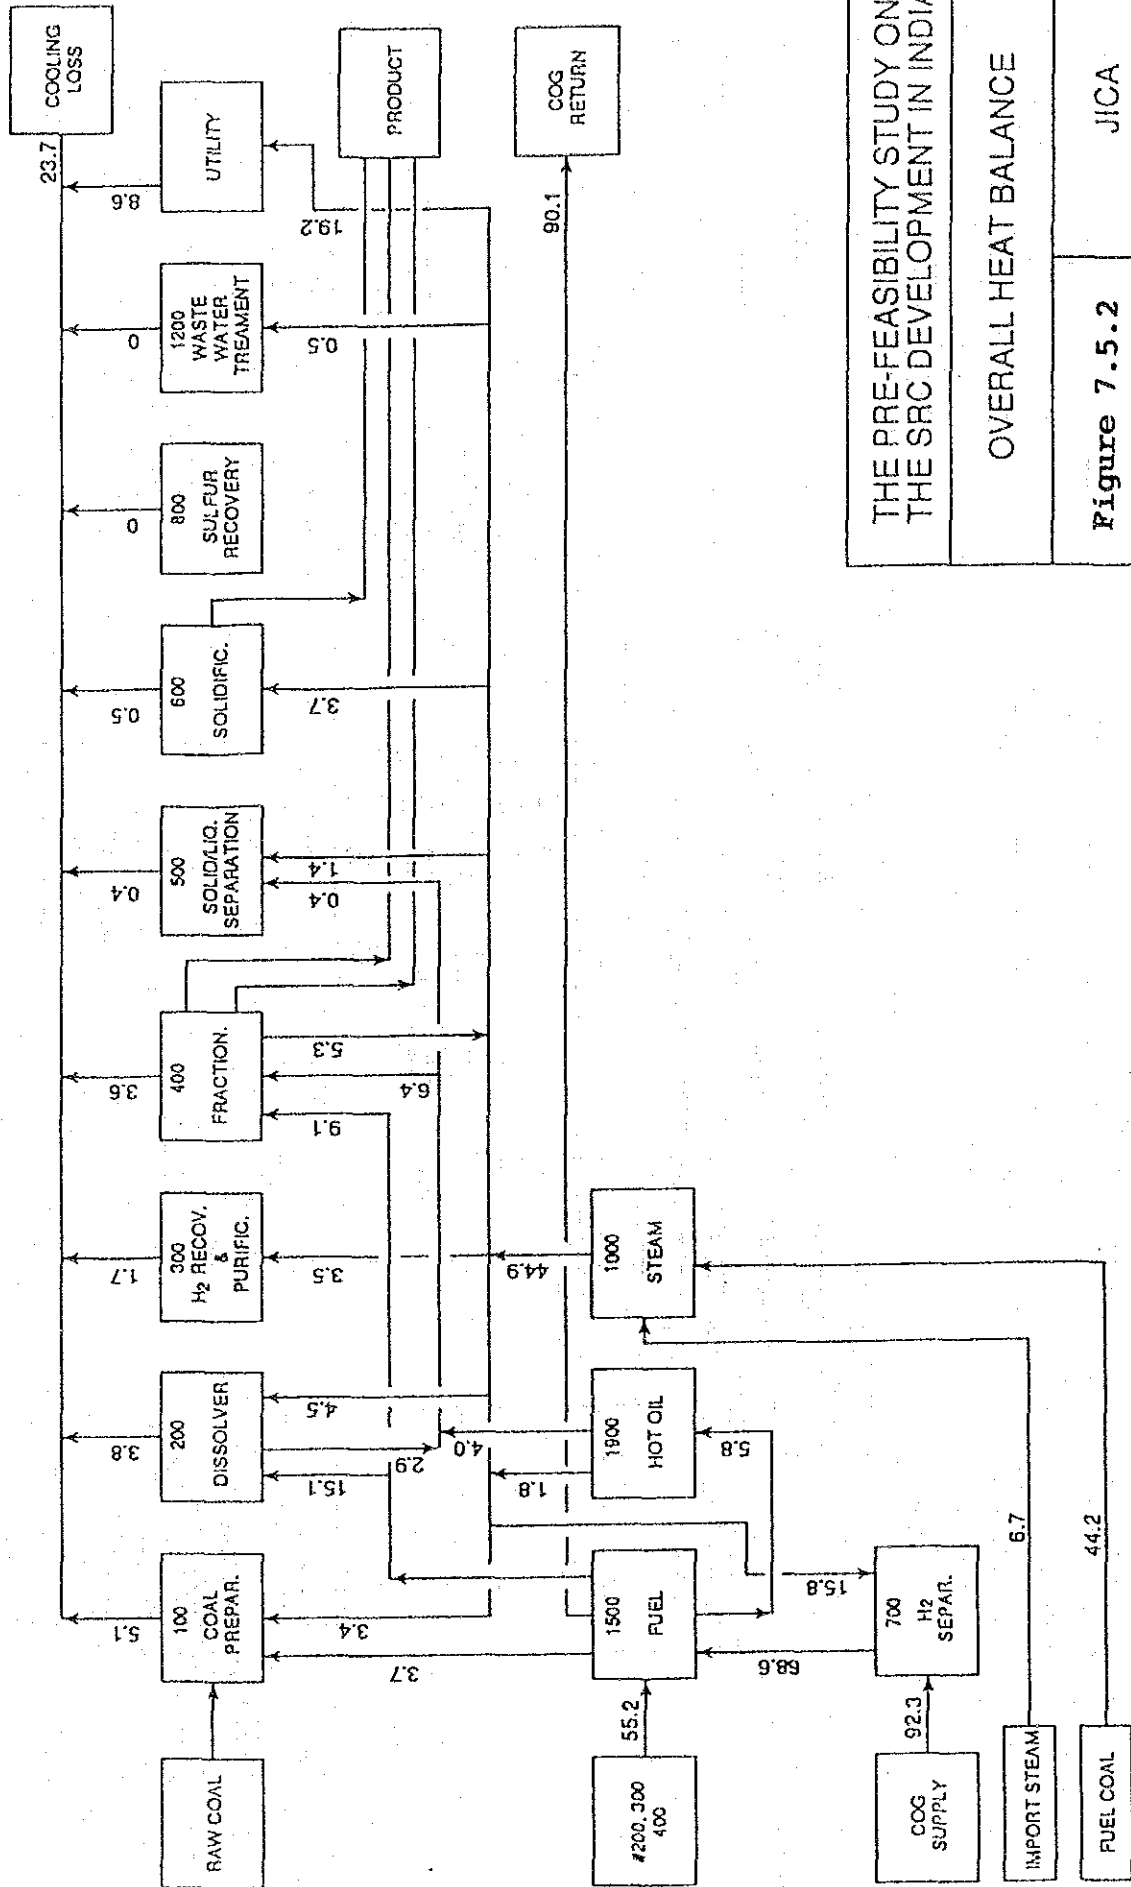 COOLING
LOSS
23.7
8.6
0
0
0.5
0.4
3.6
1.7
3.8
5.1
RAW COAL
100
COAL
PREPAR.
200
DISSOLVER
300
H2 RECOV.
&
PURIFIC.
400
FRACTION.
500
SOLID/LIQ.
SEPARATION
600
SOLIDIFIC.
800
SULFUR
RECOVERY
1200
WASTE
WATER
TREAMENT
UTILITY
3.7
3.4
15.1
2.9
4.5
3.5
9.1
6.4
5.3
0.4
1.4
3.7
0.5
19.2
PRODUCT
#200, 300
400
55.2
1500
FUEL
1.8
4.0
1900
HOT OIL
5.8
44.9
1000
STEAM
90.1
COG
RETURN
COG
SUPPLY
92.3
68.6
15.8
700
H2
SEPAR.
IMPORT STEAM
6.7
FUEL COAL
44.2
THE PRE-FEASIBILITY STUDY ON
THE SRC DEVELOPMENT IN INDIA
OVERALL HEAT BALANCE
Figure 7.5.2
JICA